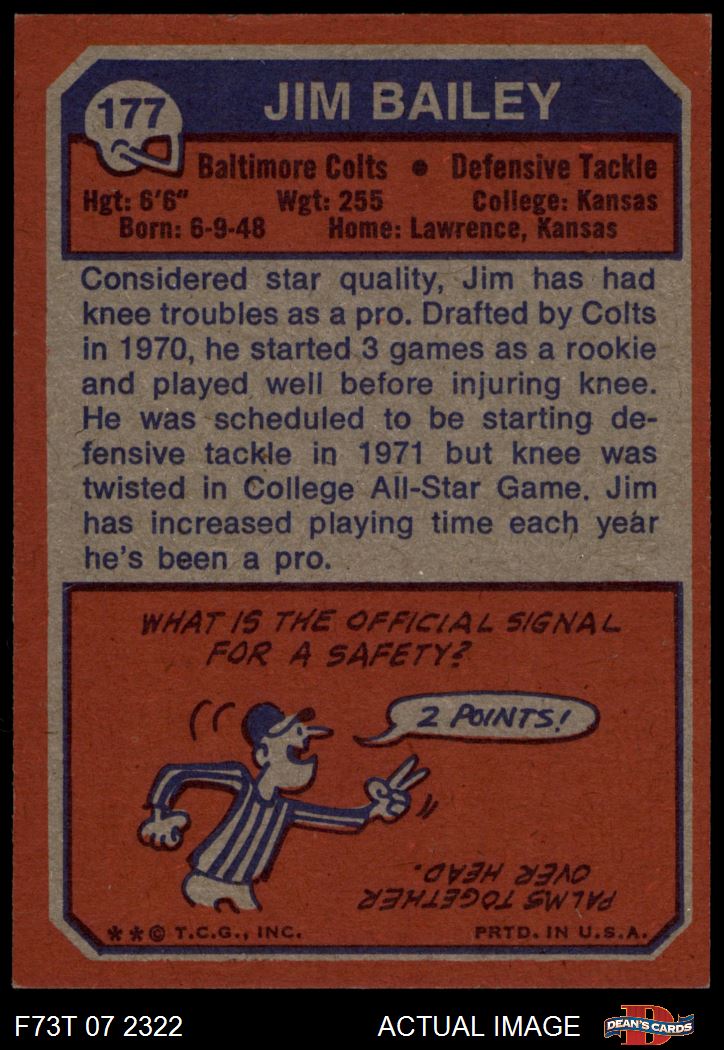 177
JIM BAILEY
Baltimore Colts • Defensive Tackle
Hgt: 6'6" Wgt: 255 College: Kansas
Born: 6-9-48 Home: Lawrence, Kansas
Considered star quality, Jim has had
knee troubles as a pro. Drafted by Colts
in 1970, he started 3 games as a rookie
and played well before injuring knee.
He was scheduled to be starting de-
fensive tackle in 1971 but knee was
twisted in College All-Star Game. Jim
has increased playing time each year
he's been a pro.
WHAT IS THE OFFICIAL SIGNAL
FOR A SAFETY?
2 POINTS!
PALMS TOGETHER
OVER HEAD.
**© T.C.G., INC. PRTD. IN U.S.A.
F73T 07 2322 ACTUAL IMAGE
D
DEAN'S CARDS